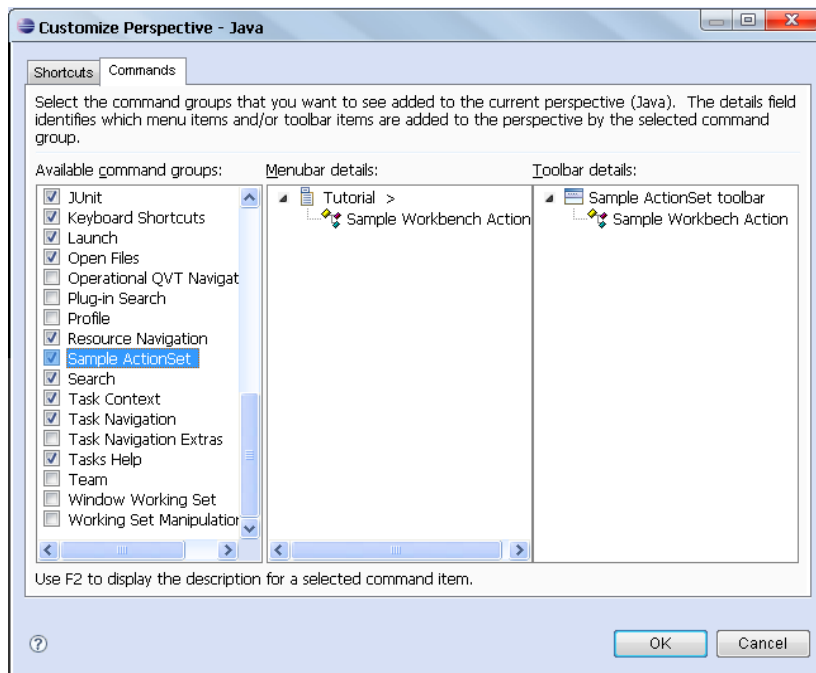 Customize Perspective - Java
Shortcuts
Commands
Select the command groups that you want to see added to the current perspective (Java). The details field
identifies which menu items and/or toolbar items are added to the perspective by the selected command
group.
Available command groups:
Menubar details:
Toolbar details:
JUnit
Keyboard Shortcuts
Launch
Open Files
Operational QVT Navigat
Plug-in Search
Profile
Resource Navigation
Sample ActionSet
Search
Task Context
Task Navigation
Task Navigation Extras
Tasks Help
Team
Window Working Set
Working Set Manipulation
Tutorial >
Sample Workbench Action
Sample ActionSet toolbar
Sample Workbech Action
Use F2 to display the description for a selected command item.
?
OK
Cancel